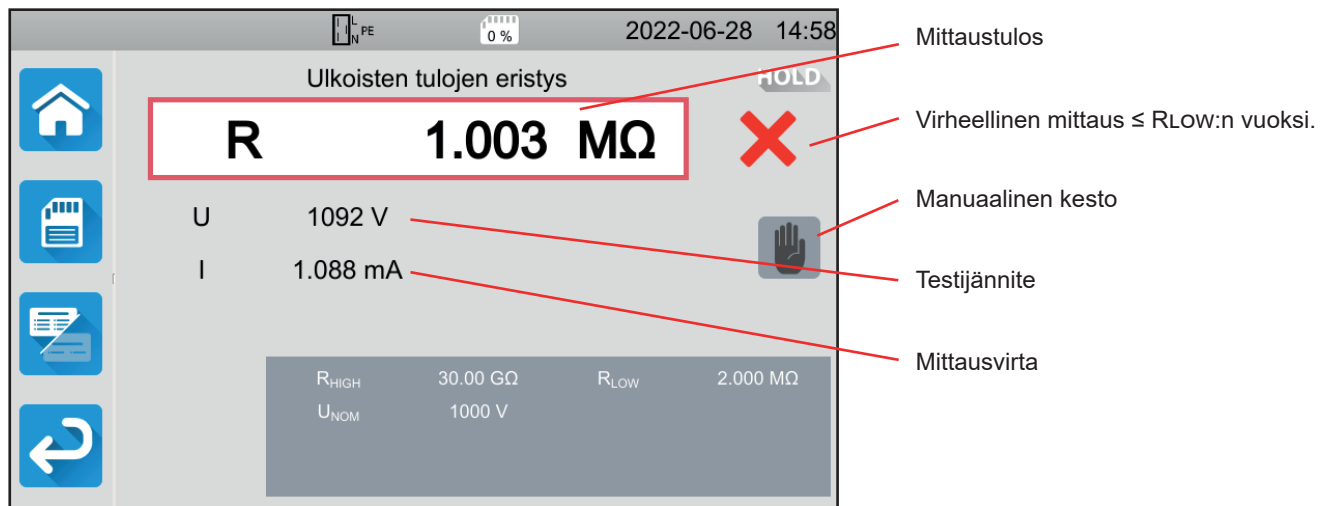 L
N PE
0 %
2022-06-28 14:58
Ulkoisten tulojen eristys
HOLD
R 1.003 MΩ
U 1092 V
I 1.088 mA
RHIGH 30.00 GΩ RLOW 2.000 MΩ
UNOM 1000 V
Mittaustulos
Virheellinen mittaus ≤ RLOW:n vuoksi.
Manuaalinen kesto
Testijännite
Mittausvirta